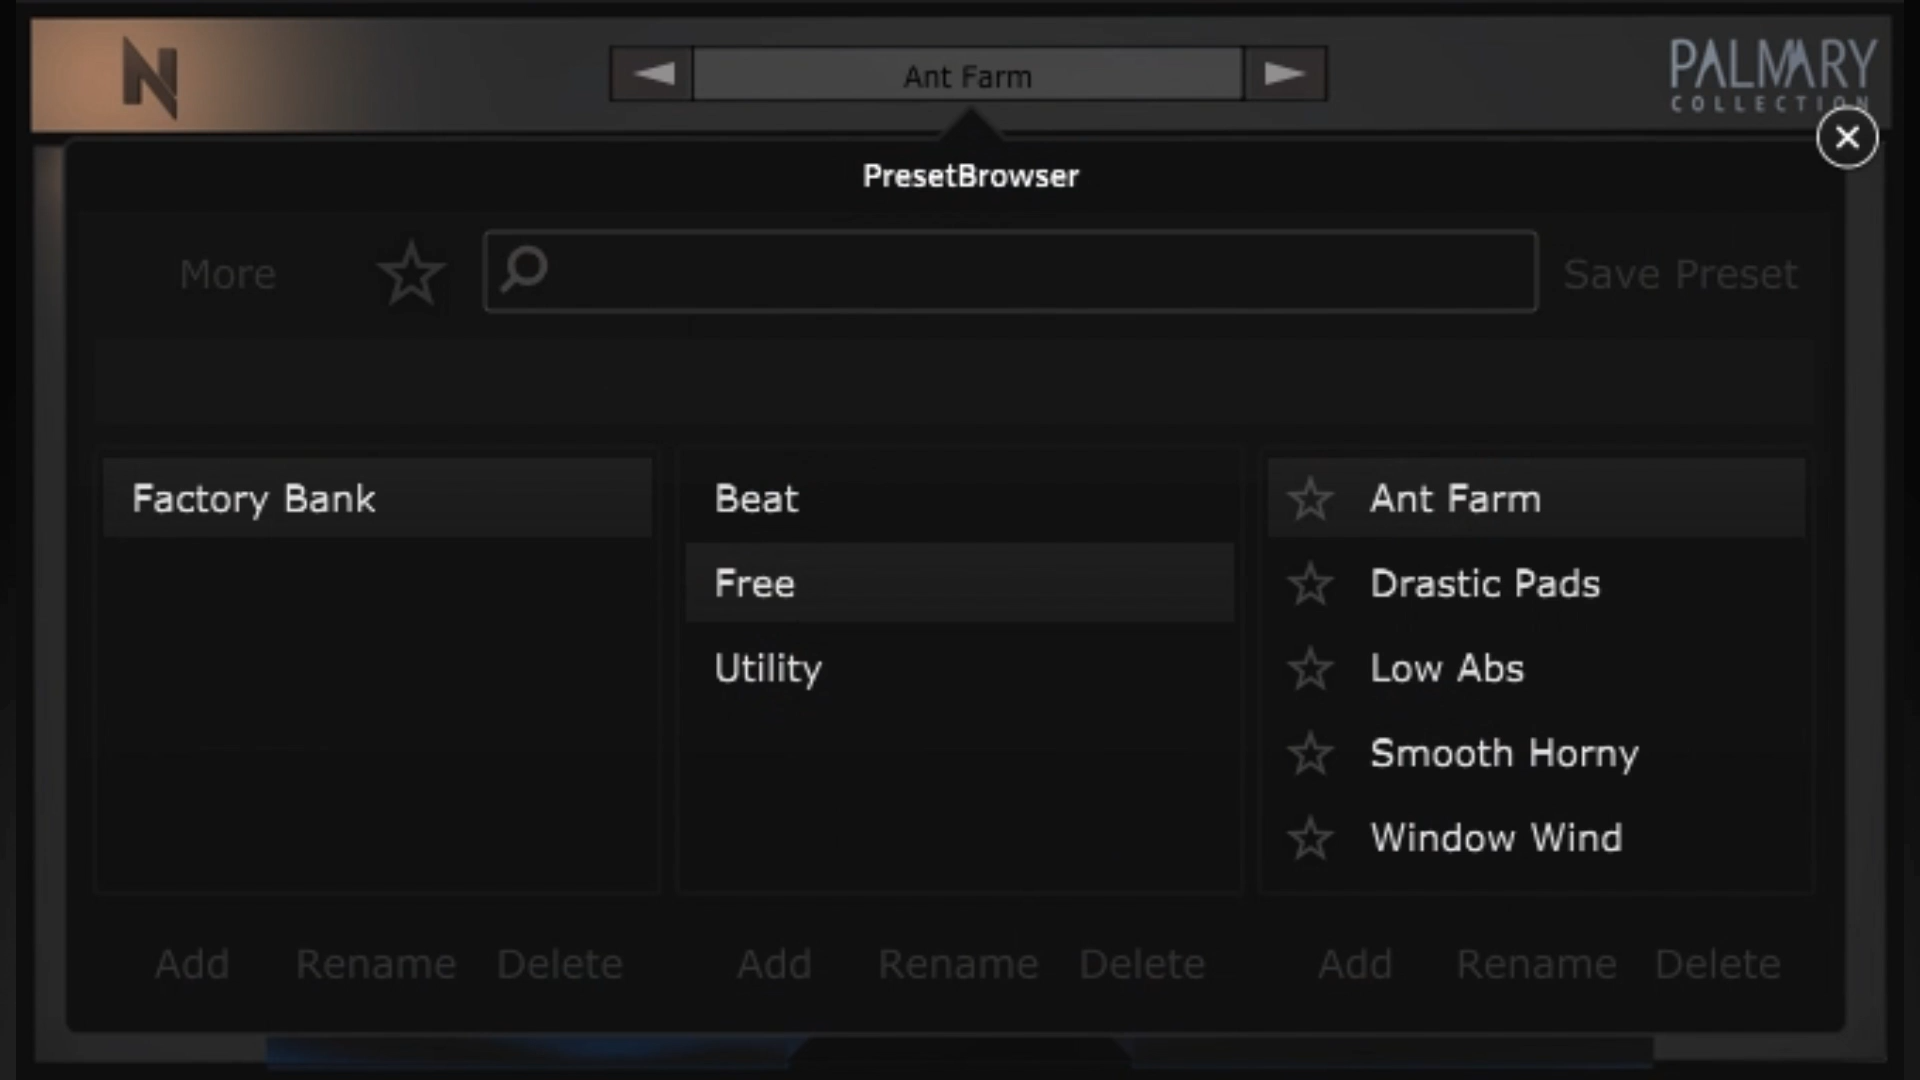 N
Ant Farm
PALMARY
COLLECTION
PresetBrowser
More
Save Preset
Factory Bank
Beat
Free
Utility
Ant Farm
Drastic Pads
Low Abs
Smooth Horny
Window Wind
Add Rename Delete
Add Rename Delete
Add Rename Delete